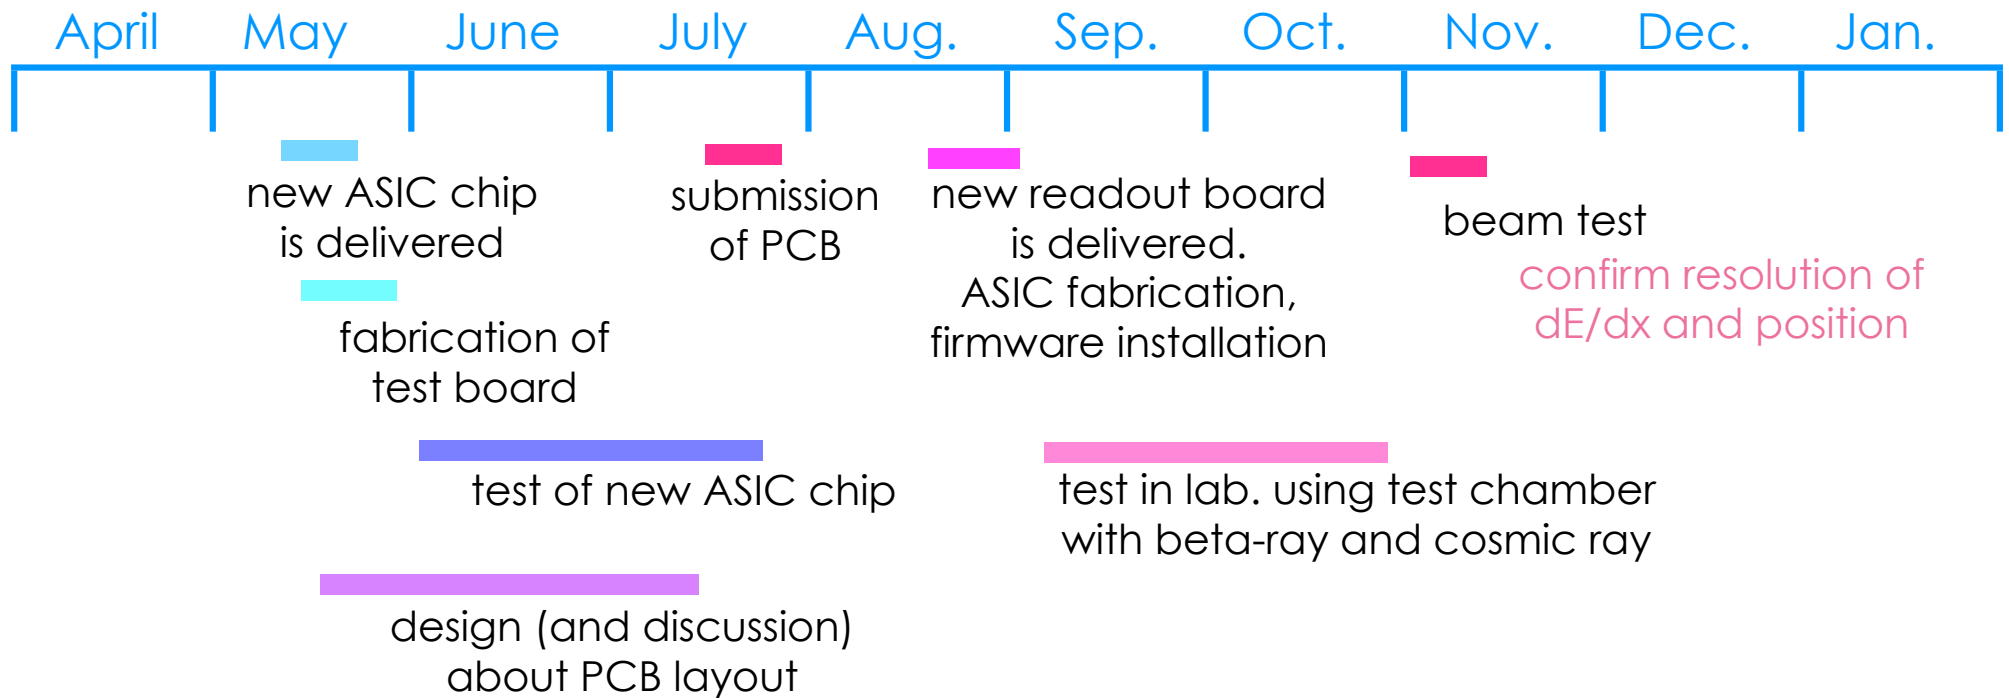 April May June July Aug. Sep. Oct. Nov. Dec. Jan.
new ASIC chip
is delivered
submission
of PCB
new readout board
is delivered.
ASIC fabrication,
firmware installation
beam test
confirm resolution of
dE/dx and position
fabrication of
test board
test of new ASIC chip
test in lab. using test chamber
with beta-ray and cosmic ray
design (and discussion)
about PCB layout